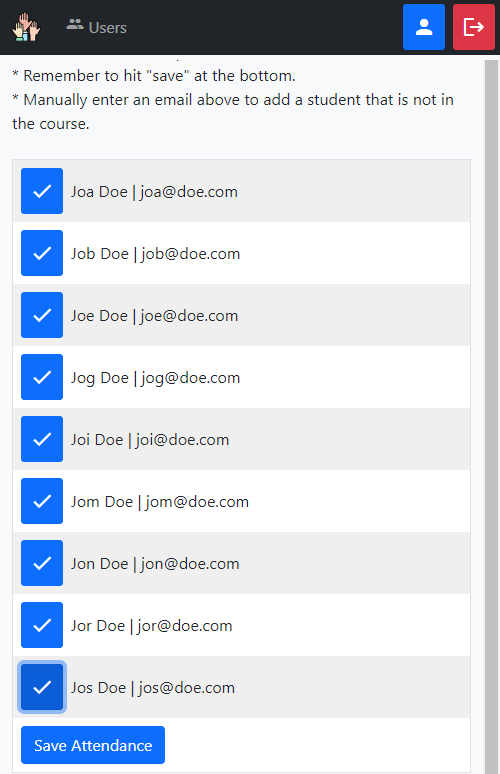 Users
* Remember to hit "save" at the bottom.
* Manually enter an email above to add a student that is not in
the course.
Joa Doe | joa@doe.com
Job Doe | job@doe.com
Joe Doe | joe@doe.com
Jog Doe | jog@doe.com
Joi Doe | joi@doe.com
Jom Doe | jom@doe.com
Jon Doe | jon@doe.com
Jor Doe | jor@doe.com
Jos Doe | jos@doe.com
Save Attendance